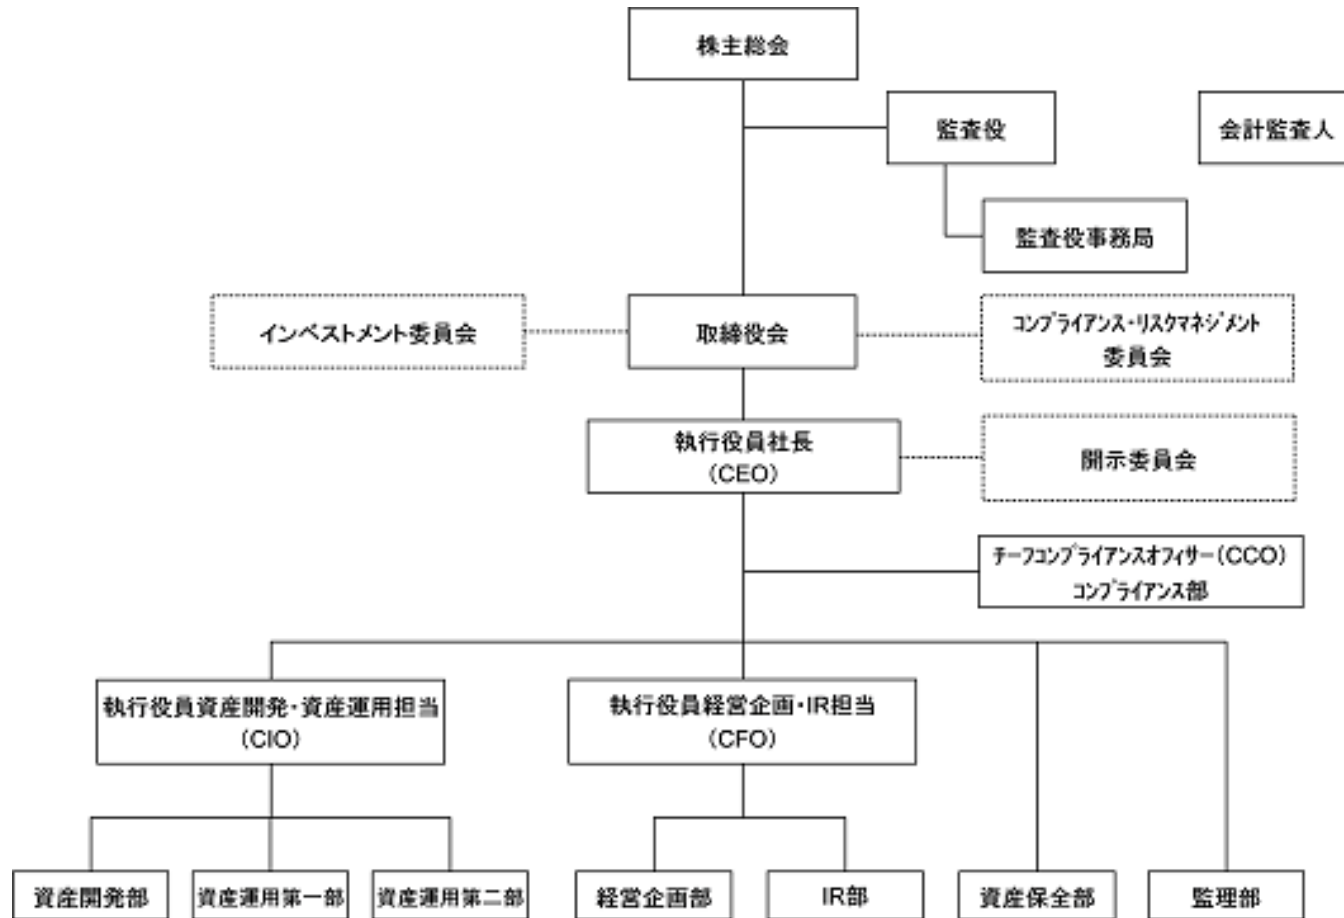 株主総会
監査役
会計監査人
監査役事務局
インベストメント委員会
取締役会
コンプライアンス・リスクマネジメント
委員会
執行役員社長
(CEO)
開示委員会
チーフコンプライアンスオフィサー(CCO)
コンプライアンス部
執行役員資産開発・資産運用担当
(CIO)
執行役員経営企画・IR担当
(CFO)
資産開発部
資産運用第一部
資産運用第二部
経営企画部
IR部
資産保全部
監理部